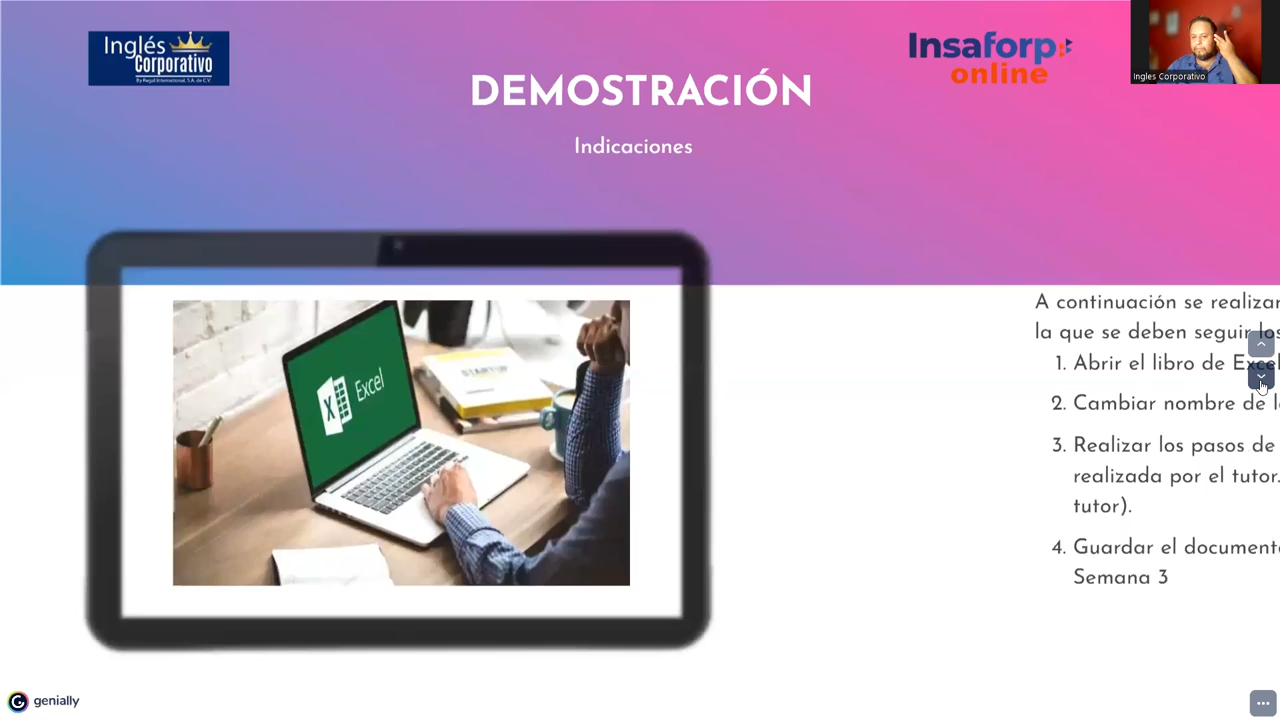 Inglés
Corporativo
By Regal International, S.A. de C.V.
Insaforp
online
Ingles Corporativo
DEMOSTRACIÓN
Indicaciones
Excel
STARTUP
A continuación se realizar
la que se deben seguir los
1. Abrir el libro de Excel
2. Cambiar nombre de l
3. Realizar los pasos de
realizada por el tutor.
tutor).
4. Guardar el document
Semana 3
genially